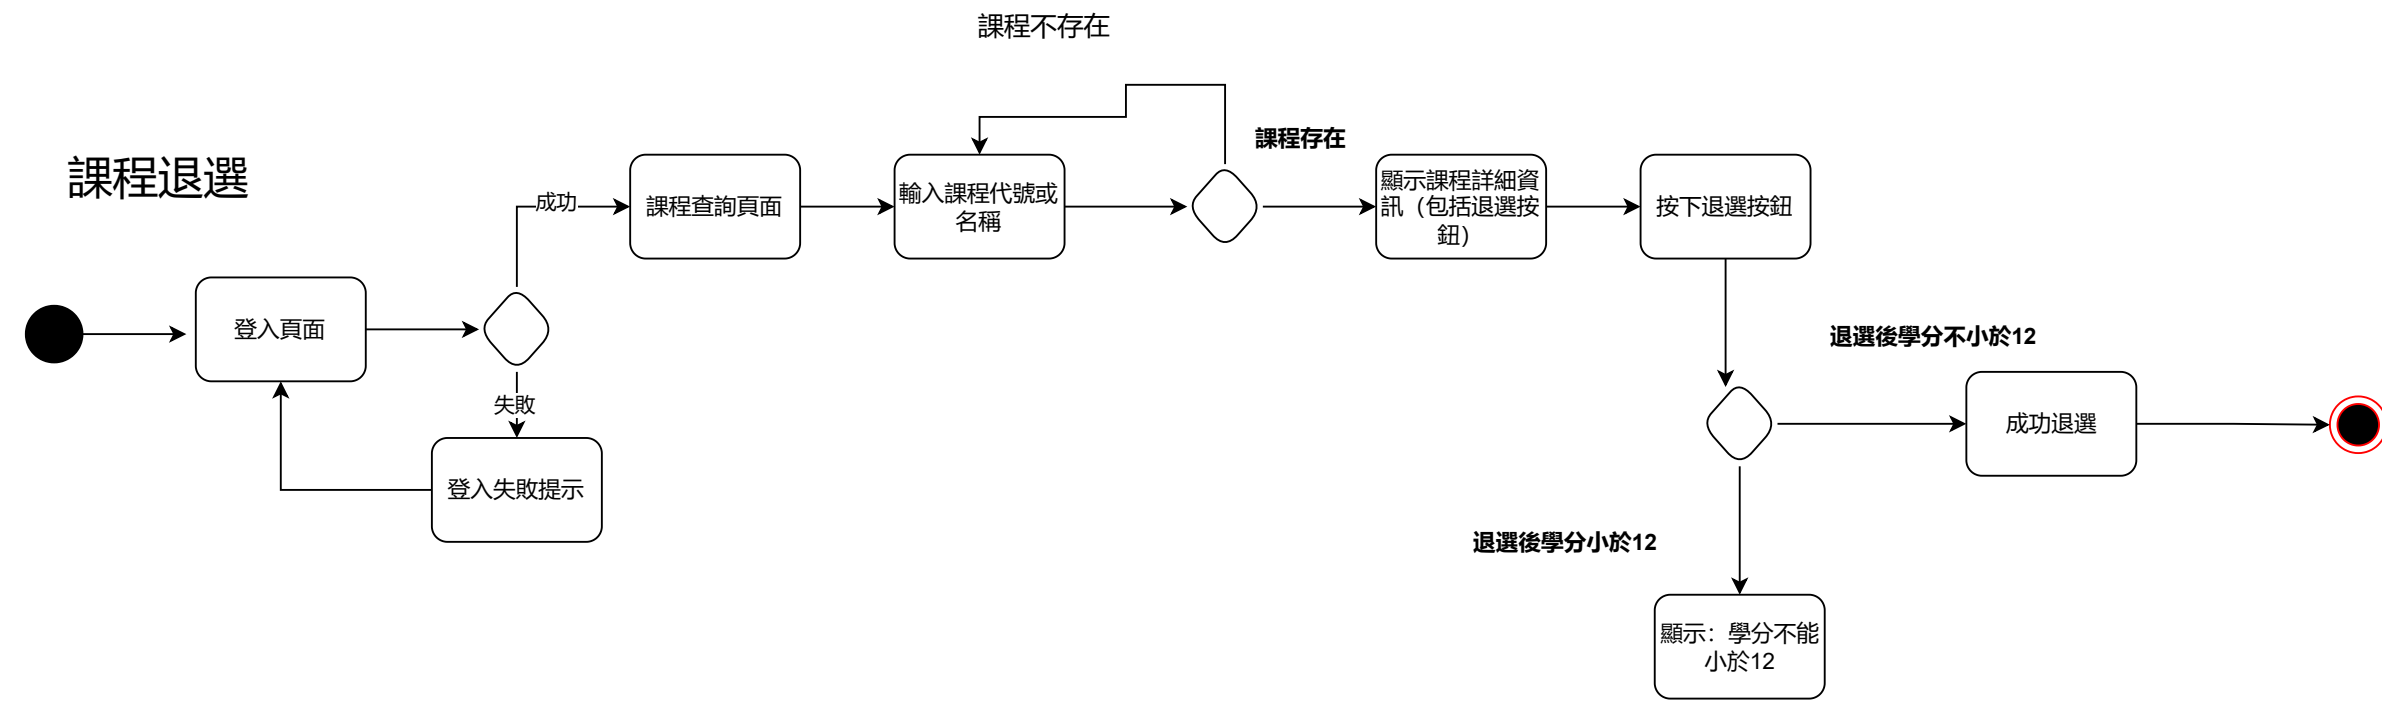 課程不存在
課程存在
課程退選
成功
課程查詢頁面
輸入課程代號或
名稱
顯示課程詳細資
訊（包括退選按
鈕）
按下退選按鈕
登入頁面
失敗
登入失敗提示
退選後學分不小於12
成功退選
退選後學分小於12
顯示：學分不能
小於12